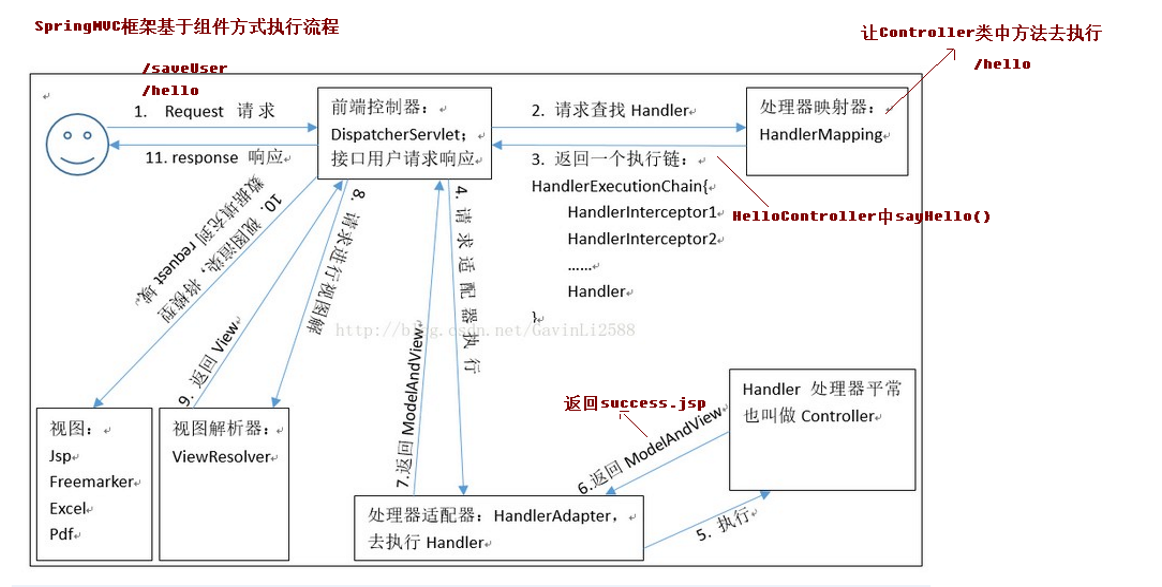 SpringMVC框架基于组件方式执行流程
让Controller类中方法去执行
/hello
/saveUser
/hello
1. Request 请求
11. response 响应
前端控制器:
DispatcherServlet;
接口用户请求响应
2. 请求查找 Handler
处理器映射器:
HandlerMapping
3. 返回一个执行链:
HandlerExecutionChain{
HandlerInterceptor1
HandlerInterceptor2
……
Handler
}
HelloController中sayHello()
10. 视图渲染, 将模型
数据填充到 request 域。
9. 返回 View
8. 请求进行视图解
4. 请求适配器执行
7.返回 ModelAndView
http://blog.csdn.net/GavinLi2588
返回success.jsp
6.返回 ModelAndView
5. 执行
Handler 处理器平常
也叫做 Controller
视图:
Jsp
Freemarker
Excel
Pdf
视图解析器:
ViewResolver
处理器适配器: HandlerAdapter,
去执行 Handler